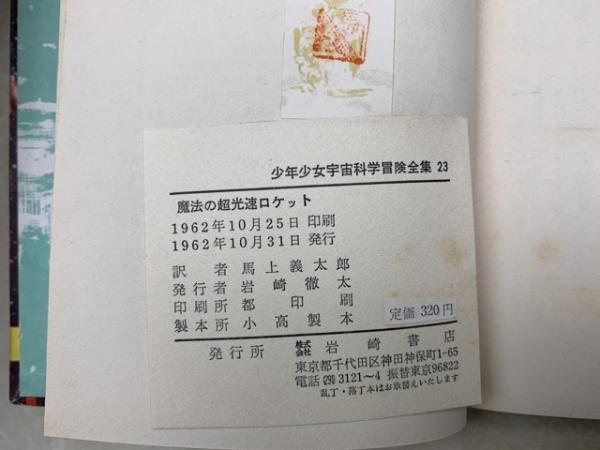 少年少女宇宙科学冒険全集 23
魔法の超光速ロケット
1962年10月25日 印刷
1962年10月31日 発行
訳者 馬上義太郎
発行者 岩崎徹太
印刷所 都印刷
製本所 小高製本
定価 320円
発行所 株式会社 岩崎書店
東京都千代田区神田神保町1-65
電話 (291) 3121〜4 振替東京96822
乱丁・落丁本はお取替えいたします